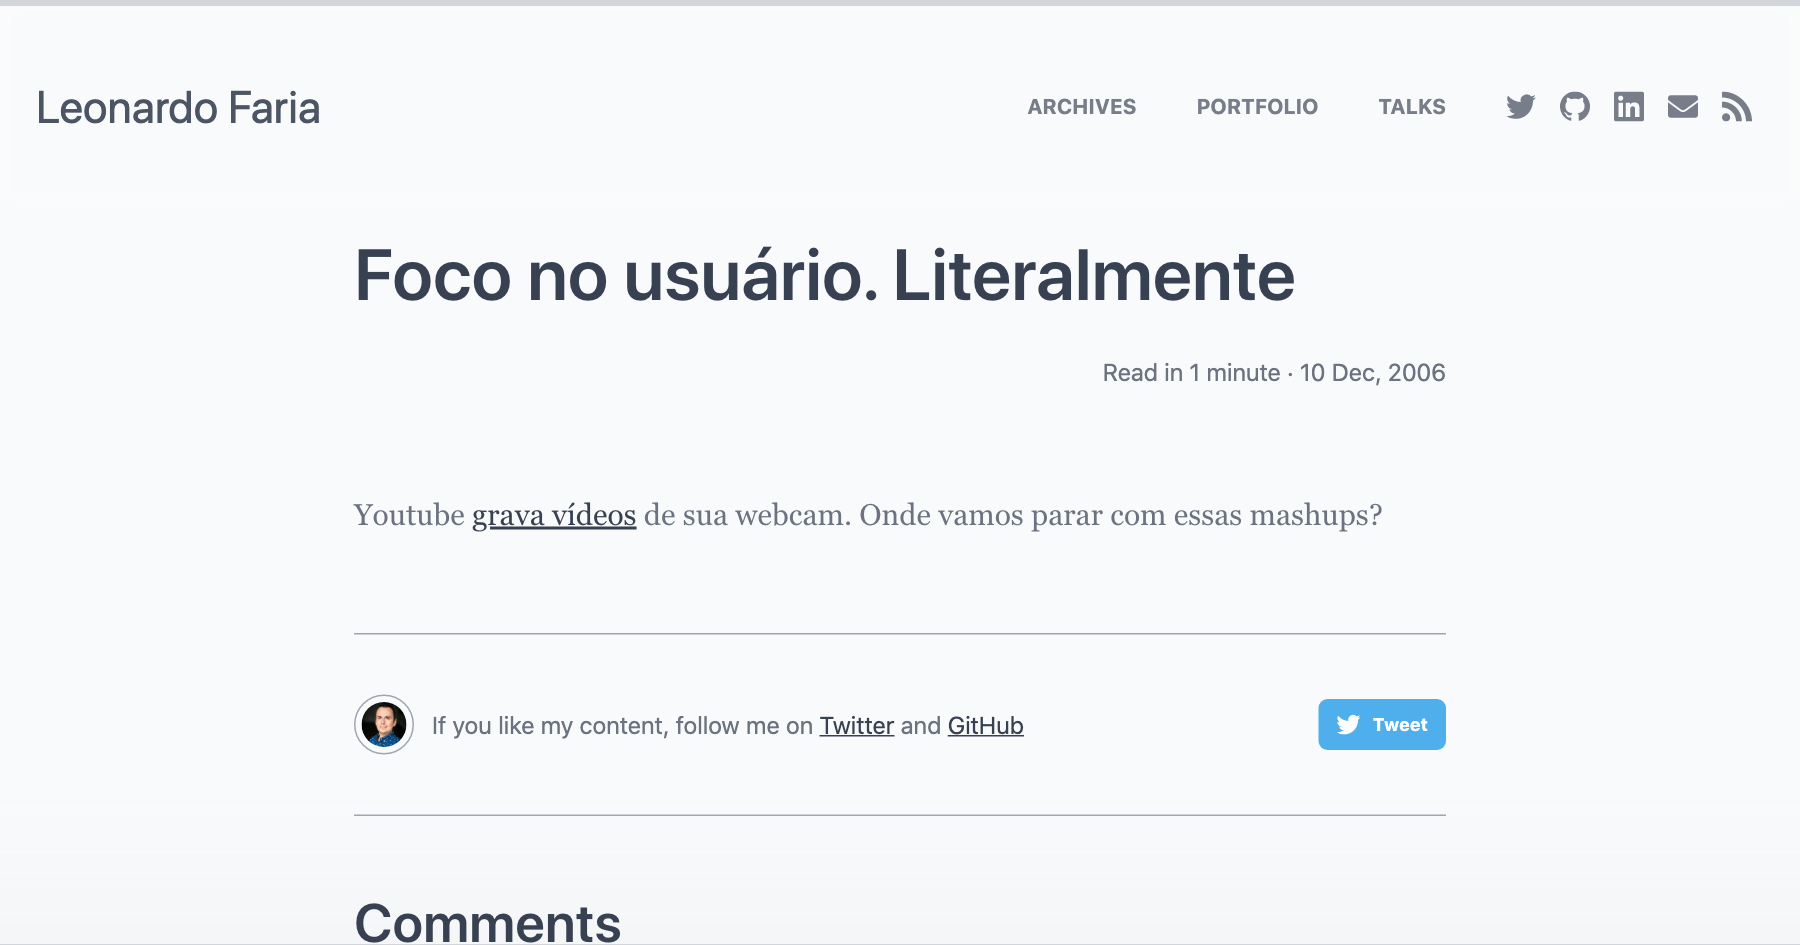 Leonardo Faria
ARCHIVES PORTFOLIO TALKS
Foco no usuário. Literalmente
Read in 1 minute · 10 Dec, 2006
Youtube grava vídeos de sua webcam. Onde vamos parar com essas mashups?
If you like my content, follow me on Twitter and GitHub
Tweet
Comments